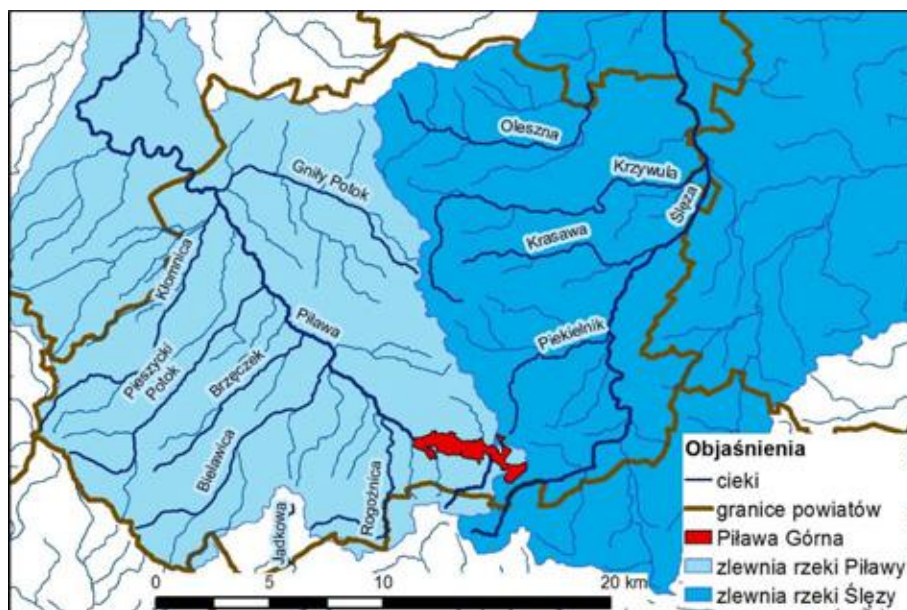 Oleszna
Gniły Potok
Krzywula
Ślęza
Krasawa
Kłomnica
Piława
Piekielnik
Pieszycki
Potok
Brzęczek
Bielawica
Rogoźnica
Jadkowa
Objaśnienia
cieki
granice powiatów
Piława Górna
zlewnia rzeki Piławy
zlewnia rzeki Ślęzy
0 5 10 20 km